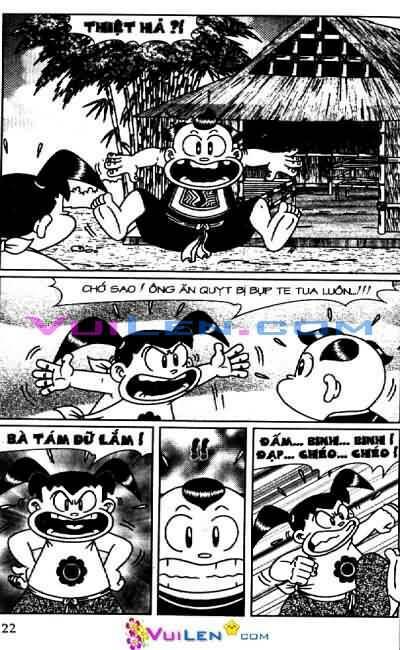 THIỆT HẢ ?!
CHỚ SAO ! ÔNG ĂN QUỴT BỊ BỤP TE TUA LUÔN...!!!
VUILEN.COM
BÀ TÁM DỮ LẮM !
!!
ĐẤM... BINH... BINH !
ĐẠP... CHÉO... CHÉO !
22
VUILEN.COM